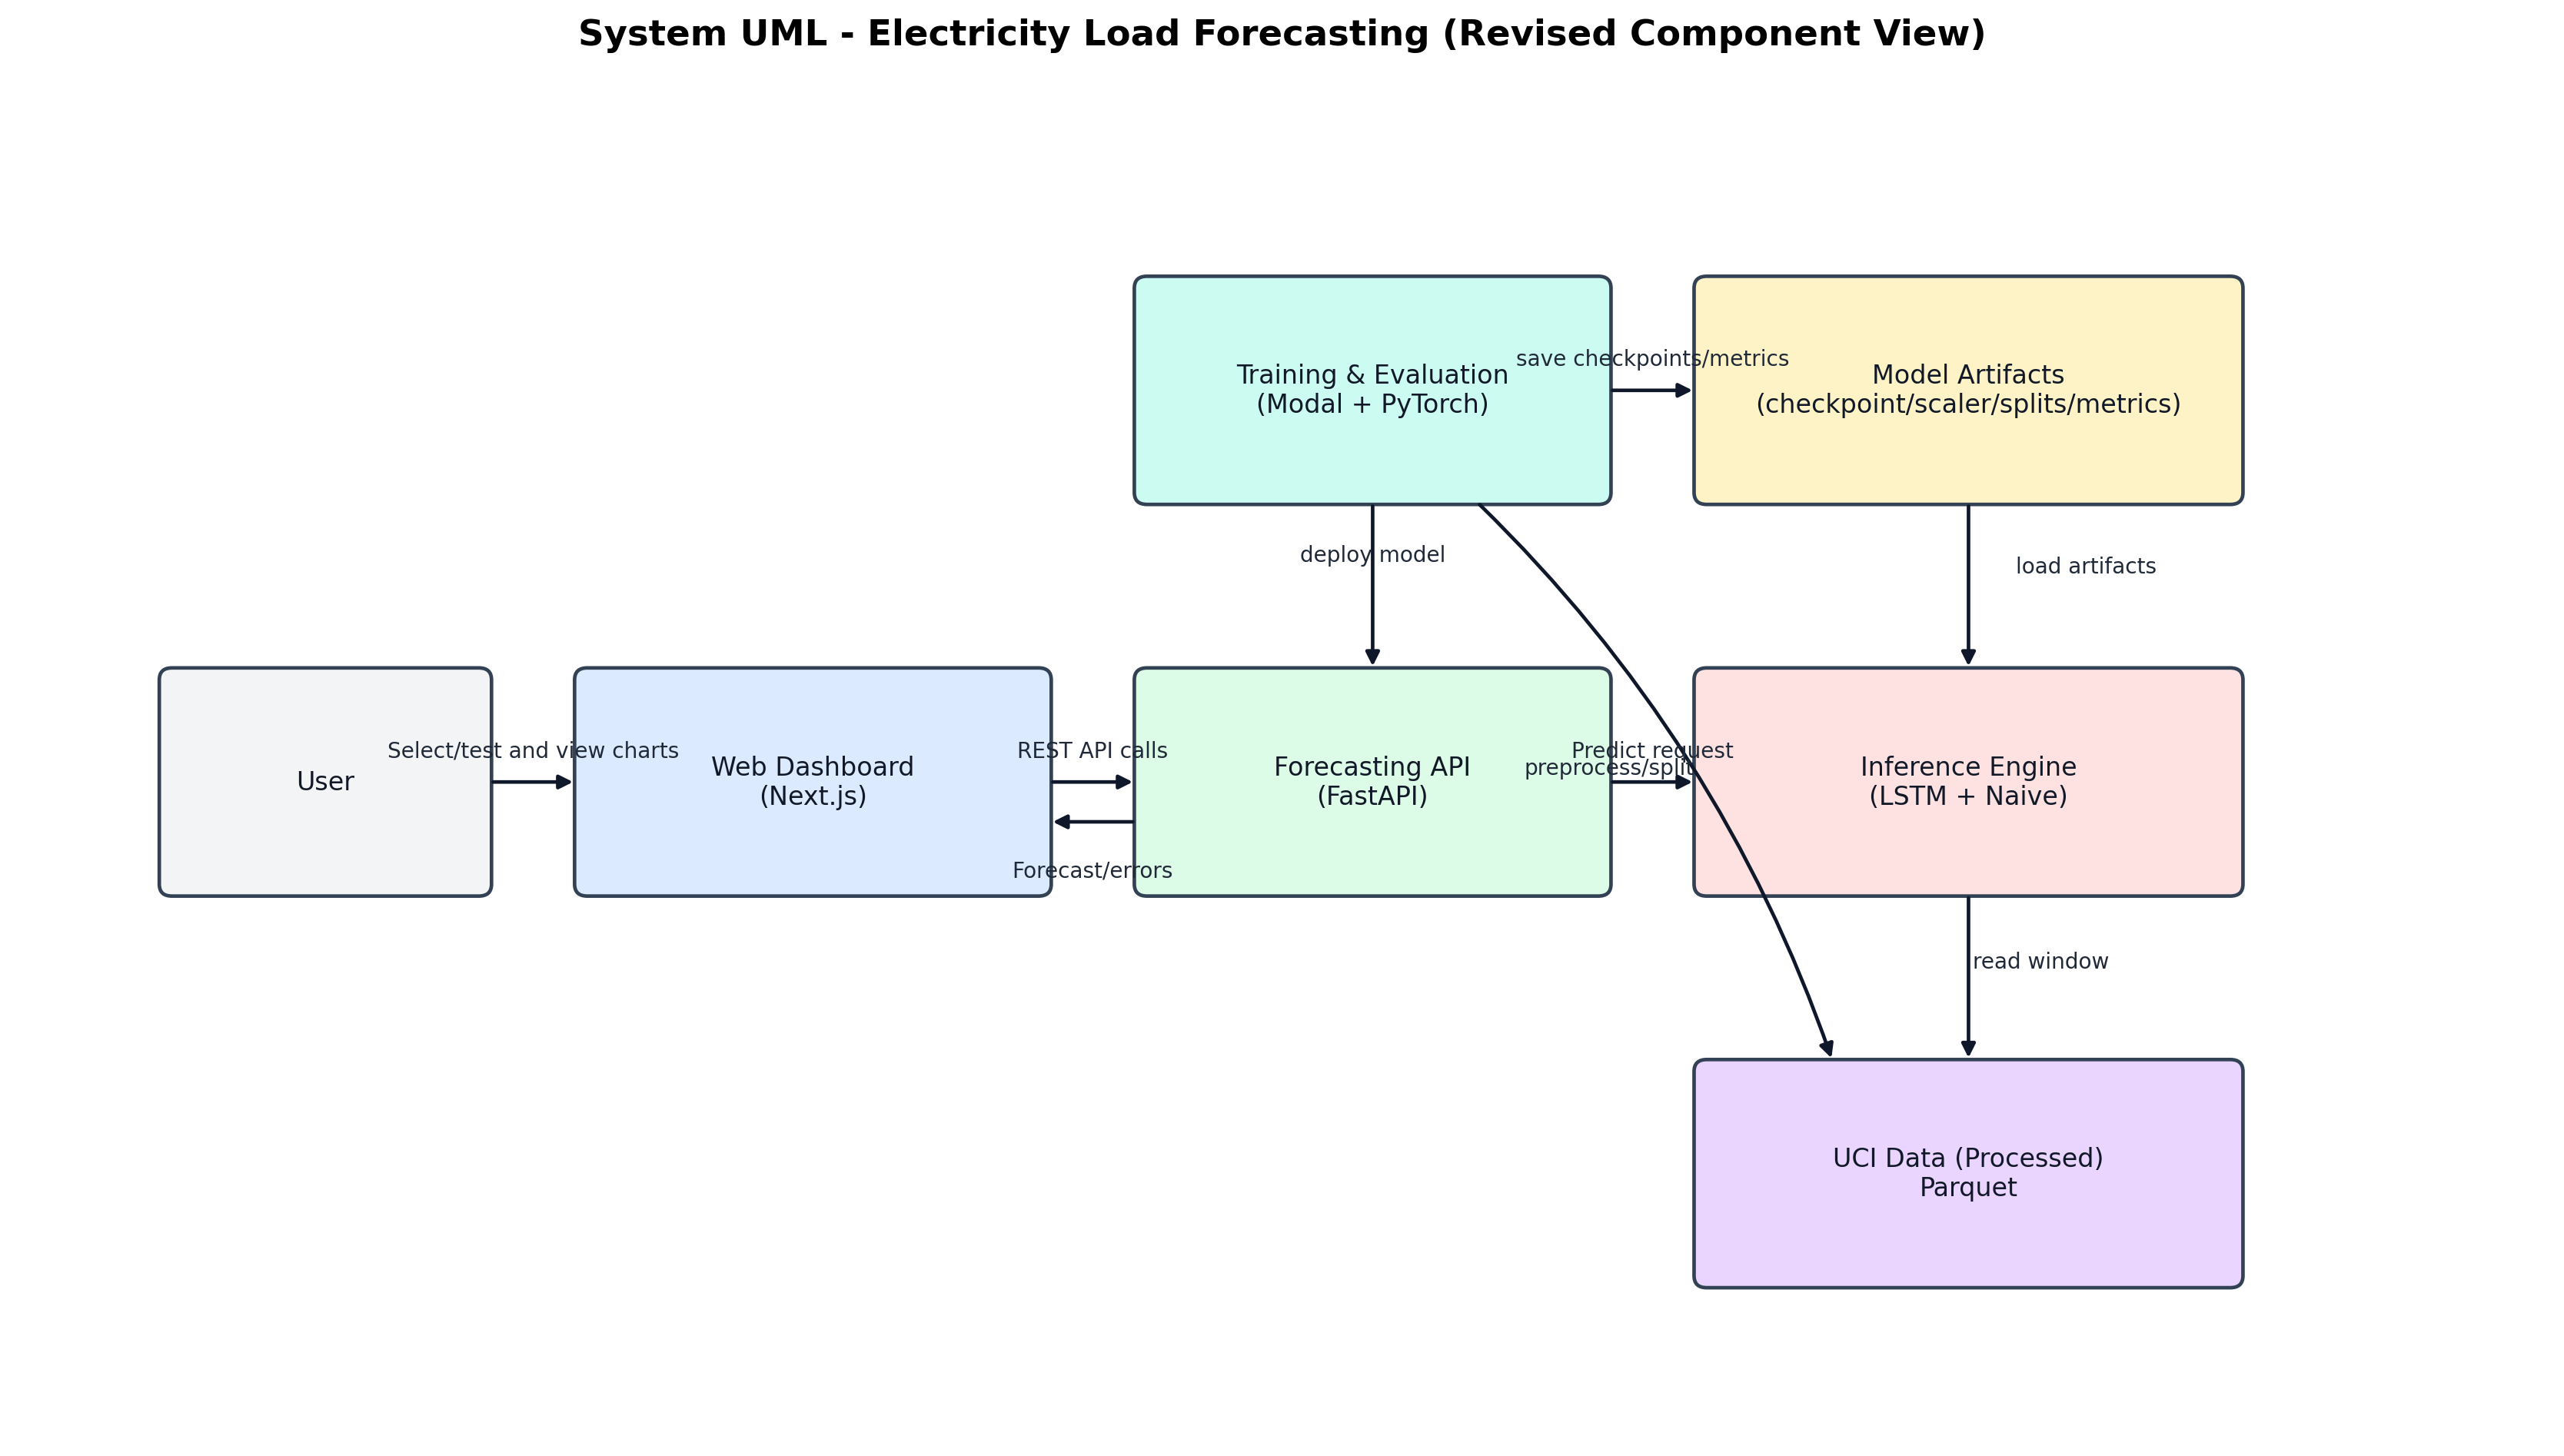 System UML - Electricity Load Forecasting (Revised Component View)
Training & Evaluation
(Modal + PyTorch)
save checkpoints/metrics
Model Artifacts
(checkpoint/scaler/splits/metrics)
deploy model
load artifacts
User
Select/test and view charts
Web Dashboard
(Next.js)
REST API calls
Forecast/errors
Forecasting API
(FastAPI)
Predict request
preprocess/split
Inference Engine
(LSTM + Naive)
read window
UCI Data (Processed)
Parquet